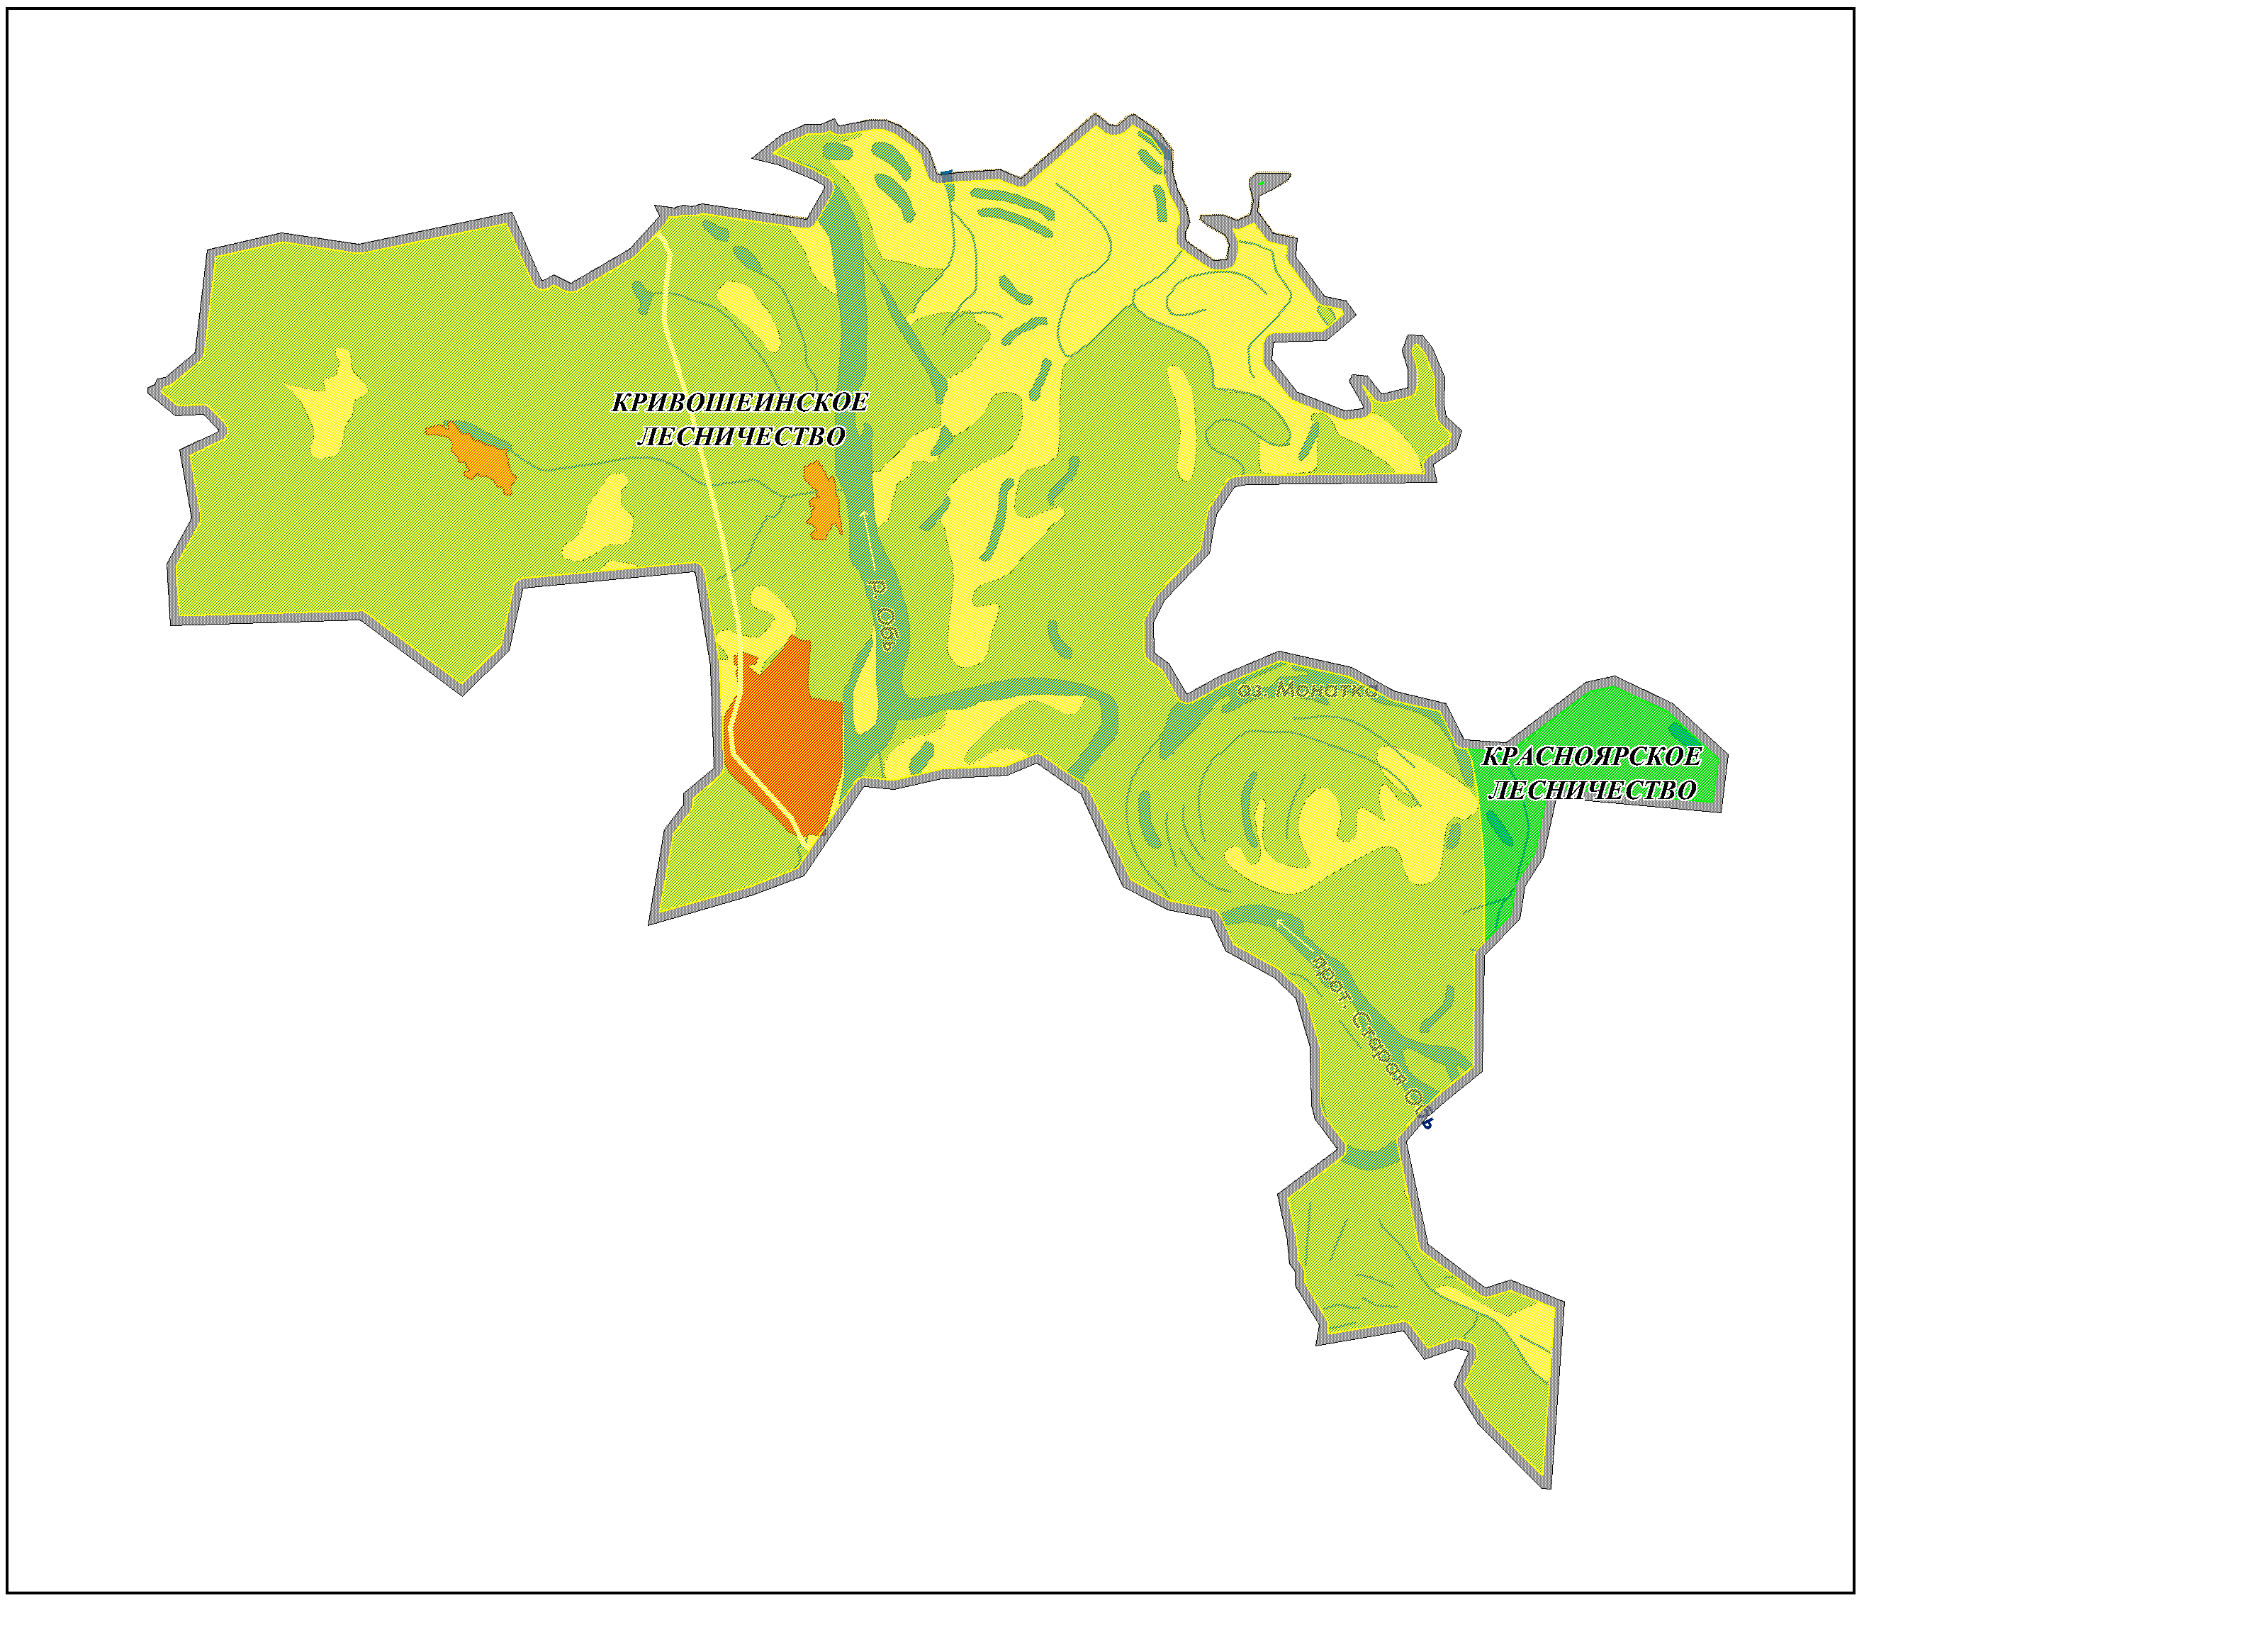 КРИВОШЕИНСКОЕ
ЛЕСНИЧЕСТВО
р. Обь
оз. Монатка
КРАСНОЯРСКОЕ
ЛЕСНИЧЕСТВО
прот. Старая Обь